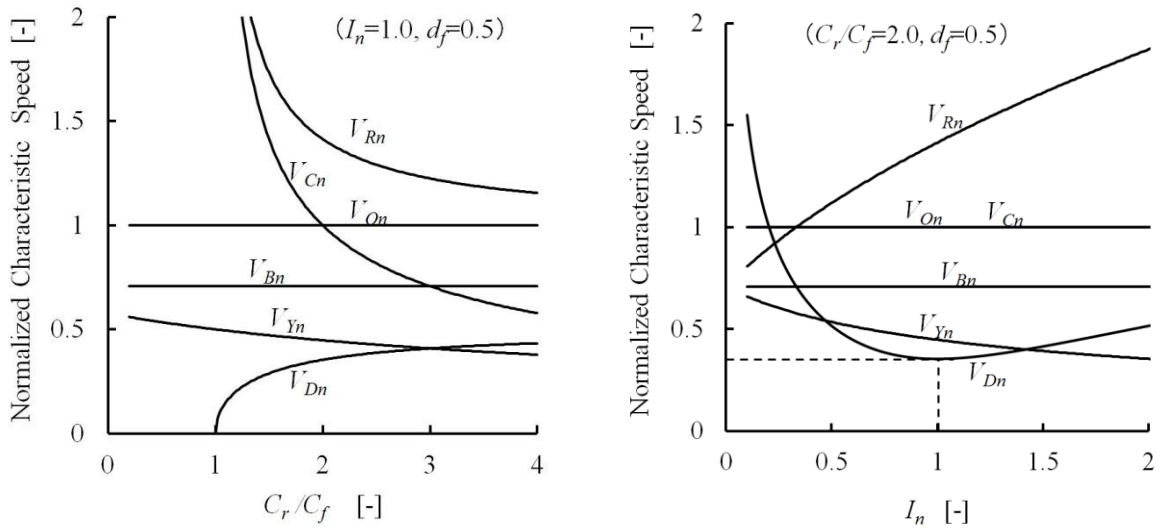 Normalized Characteristic Speed [-]
2
1.5
1
0.5
0
(Iₙ=1.0, d_f=0.5)
V_Rn
V_Cn
V_On
V_Bn
V_Yn
V_Dn
0 1 2 3 4
C_r/C_f [-]
Normalized Characteristic Speed [-]
2
1.5
1
0.5
0
(C_r/C_f=2.0, d_f=0.5)
V_Rn
V_On V_Cn
V_Bn
V_Yn
V_Dn
0 0.5 1 1.5 2
Iₙ [-]